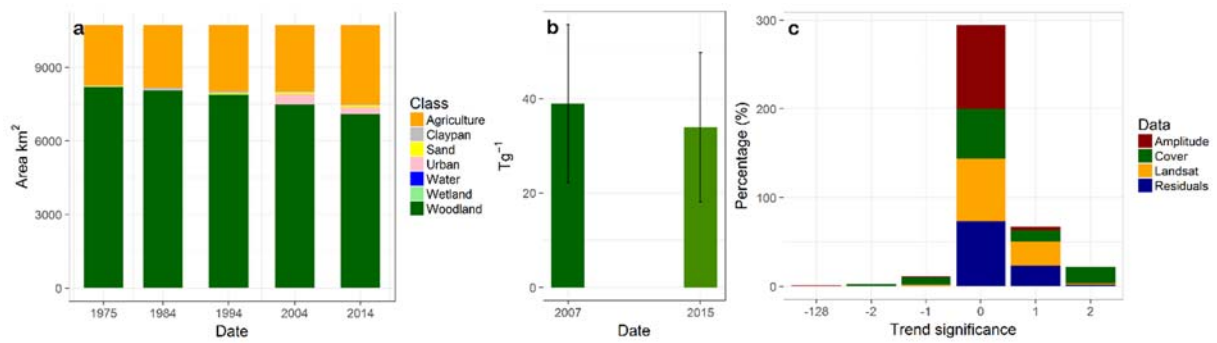 a
9000
6000
3000
0
Area km2
1975 1984 1994 2004 2014
Date
Class
Agriculture
Claypan
Sand
Urban
Water
Wetland
Woodland
b
40
20
0
Tg−1
2007 2015
Date
c
300
200
100
0
Percentage (%)
-128 -2 -1 0 1 2
Trend significance
Data
Amplitude
Cover
Landsat
Residuals